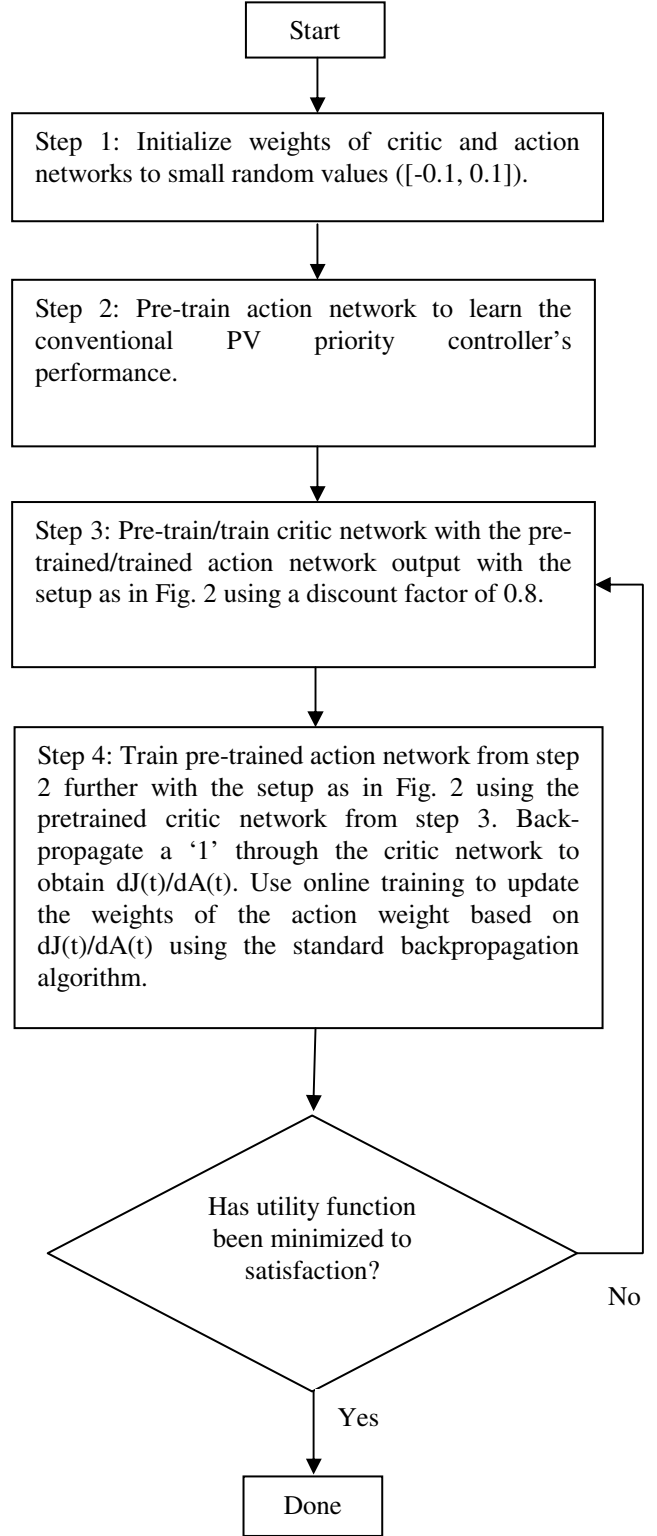 Start
Step 1: Initialize weights of critic and action
networks to small random values ([-0.1, 0.1]).
Step 2: Pre-train action network to learn the
conventional PV priority controller's
performance.
Step 3: Pre-train/train critic network with the pre-
trained/trained action network output with the
setup as in Fig. 2 using a discount factor of 0.8.
Step 4: Train pre-trained action network from step
2 further with the setup as in Fig. 2 using the
pretrained critic network from step 3. Back-
propagate a ‘1’ through the critic network to
obtain dJ(t)/dA(t). Use online training to update
the weights of the action weight based on
dJ(t)/dA(t) using the standard backpropagation
algorithm.
Has utility function
been minimized to
satisfaction?
No
Yes
Done